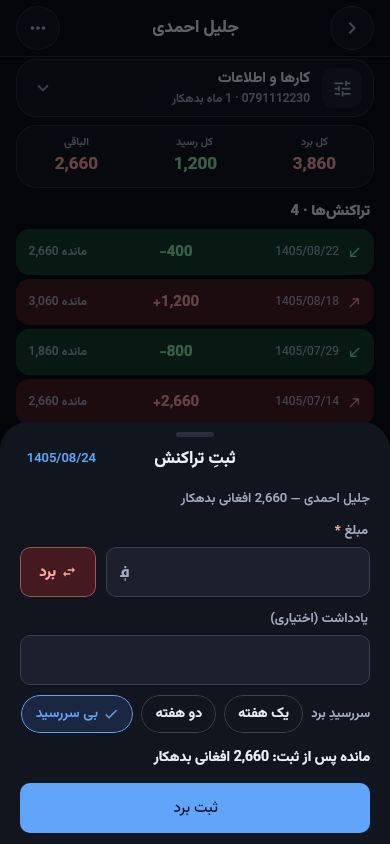 جلیل احمدی
کارها و اطلاعات
0791112230 · 1 ماه بدهکار
کل برد
کل رسید
الباقی
3,860
1,200
2,660
تراکنش‌ها · 4
1405/08/22 −400 مانده 2,660
1405/08/18 +1,200 مانده 3,060
1405/07/29 −800 مانده 1,860
1405/07/14 +2,660 مانده 2,660
ثبتِ تراکنش
1405/08/24
جلیل احمدی — 2,660 افغانی بدهکار
مبلغ *
؋
برد
یادداشت (اختیاری)
سررسیدِ برد
یک هفته
دو هفته
بی سررسید
مانده پس از ثبت: 2,660 افغانی بدهکار
ثبت برد